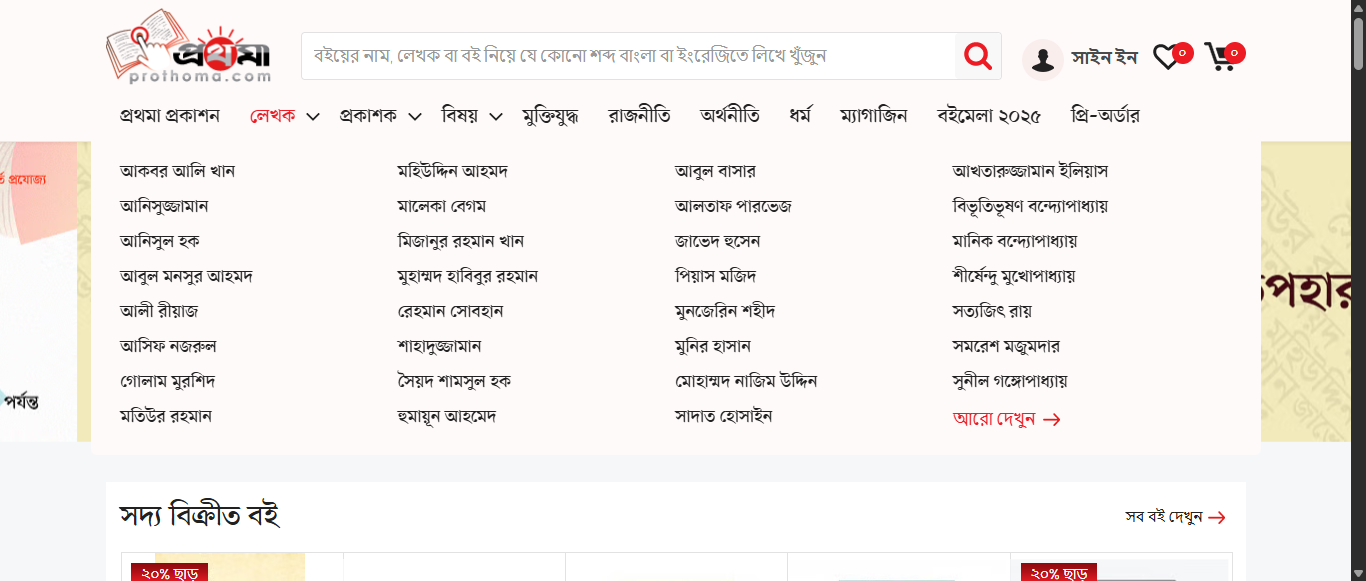 প্রথমা
prothoma.com
বইয়ের নাম, লেখক বা বই নিয়ে যে কোনো শব্দ বাংলা বা ইংরেজিতে লিখে খুঁজুন
সাইন ইন
০
০
প্রথমা প্রকাশন লেখক প্রকাশক বিষয় মুক্তিযুদ্ধ রাজনীতি অর্থনীতি ধর্ম ম্যাগাজিন বইমেলা ২০২৫ প্রি-অর্ডার
আকবর আলি খান
আনিসুজ্জামান
আনিসুল হক
আবুল মনসুর আহমদ
আলী রীয়াজ
আসিফ নজরুল
গোলাম মুরশিদ
মতিউর রহমান
মহিউদ্দিন আহমদ
মালেকা বেগম
মিজানুর রহমান খান
মুহাম্মদ হাবিবুর রহমান
রেহমান সোবহান
শাহাদুজ্জামান
সৈয়দ শামসুল হক
হুমায়ূন আহমেদ
আবুল বাসার
আলতাফ পারভেজ
জাভেদ হুসেন
পিয়াস মজিদ
মুনজেরিন শহীদ
মুনির হাসান
মোহাম্মদ নাজিম উদ্দিন
সাদাত হোসাইন
আখতারুজ্জামান ইলিয়াস
বিভূতিভূষণ বন্দ্যোপাধ্যায়
মানিক বন্দ্যোপাধ্যায়
শীর্ষেন্দু মুখোপাধ্যায়
সত্যজিৎ রায়
সমরেশ মজুমদার
সুনীল গঙ্গোপাধ্যায়
আরো দেখুন
প্রযোজ্য
পর্যন্ত
সদ্য বিক্রীত বই
সব বই দেখুন
২০% ছাড়
২০% ছাড়